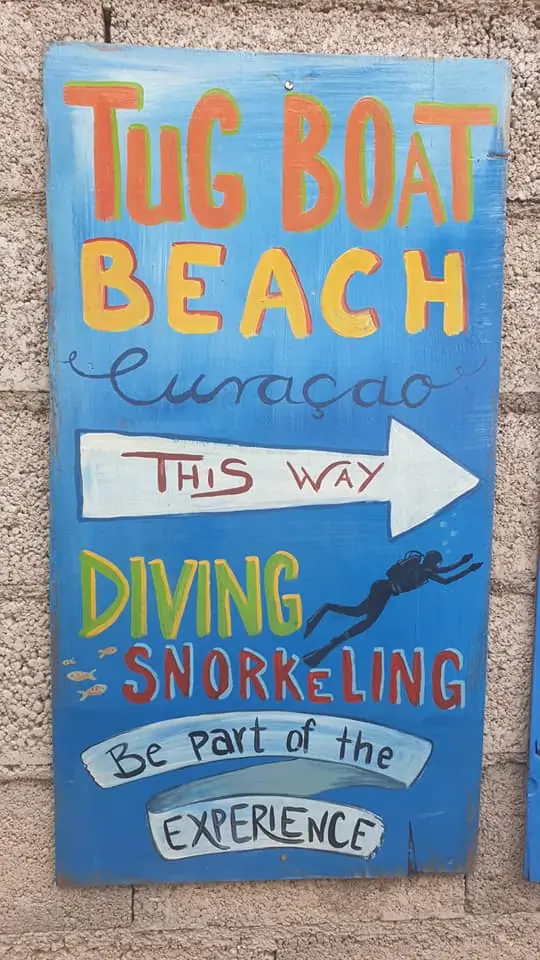 TuG BOAT
BEACH
Curaçao
THIS WAY
DIVING
SNORKELING
Be part of the
EXPERIENCE